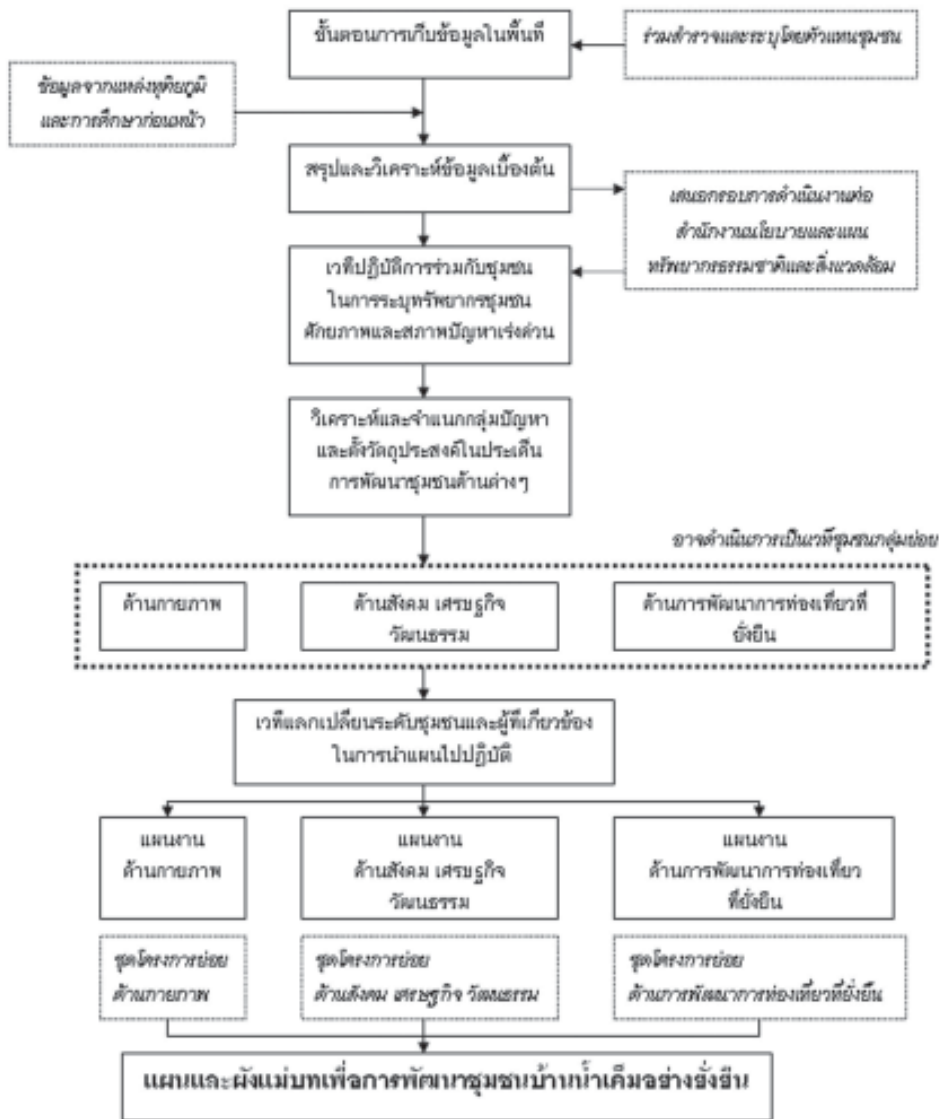 ขั้นตอนการเก็บข้อมูลในพื้นที่
ร่วมสำรวจและระบุโดยตัวแทนชุมชน
ข้อมูลจากแหล่งทุติยภูมิ
และการศึกษาก่อนหน้า
สรุปและวิเคราะห์ข้อมูลเบื้องต้น
เสนอกรอบการดำเนินงานต่อ
สำนักงานนโยบายและแผน
ทรัพยากรธรรมชาติและสิ่งแวดล้อม
เวทีปฏิบัติการร่วมกับชุมชน
ในการระบุทรัพยากรชุมชน
ศักยภาพและสภาพปัญหาเร่งด่วน
วิเคราะห์และจำแนกกลุ่มปัญหา
และตั้งวัตถุประสงค์ในประเด็น
การพัฒนาชุมชนด้านต่างๆ
อาจดำเนินการเป็นเวทีชุมชนกลุ่มย่อย
ด้านกายภาพ
ด้านสังคม เศรษฐกิจ
วัฒนธรรม
ด้านการพัฒนาการท่องเที่ยวที่
ยั่งยืน
เวทีแลกเปลี่ยนระดับชุมชนและผู้ที่เกี่ยวข้อง
ในการนำแผนไปปฏิบัติ
แผนงาน
ด้านกายภาพ
แผนงาน
ด้านสังคม เศรษฐกิจ
วัฒนธรรม
แผนงาน
ด้านการพัฒนาการท่องเที่ยว
ที่ยั่งยืน
ชุดโครงการย่อย
ด้านกายภาพ
ชุดโครงการย่อย
ด้านสังคม เศรษฐกิจ วัฒนธรรม
ชุดโครงการย่อย
ด้านการพัฒนาการท่องเที่ยวที่ยั่งยืน
แผนและผังแม่บทเพื่อการพัฒนาชุมชนบ้านน้ำเค็มอย่างยั่งยืน